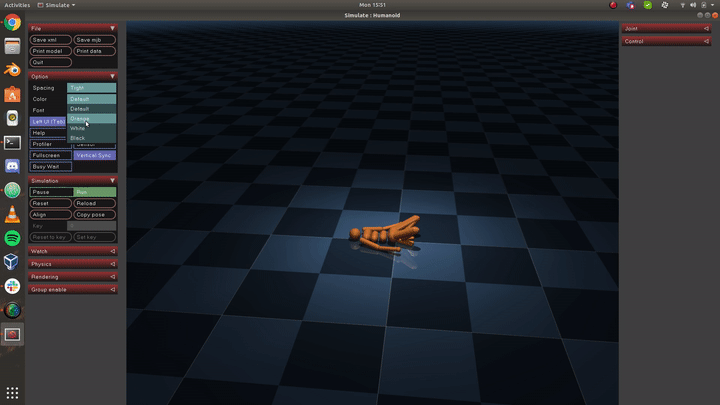 Activities Simulate Mon 15:51
Simulate : Humanoid
File
Save xml Save mjb
Print model Print data
Quit
Option
Spacing Tight
Color Default
Default
Font
Orange
Left UI (Tab)
White
Help
Black
Profiler Sensor
Fullscreen Vertical Sync
Busy Wait
Simulation
Pause Run
Reset Reload
Align Copy pose
Key
Reset to key Set key
Watch
Physics
Rendering
Group enable
Joint
Control